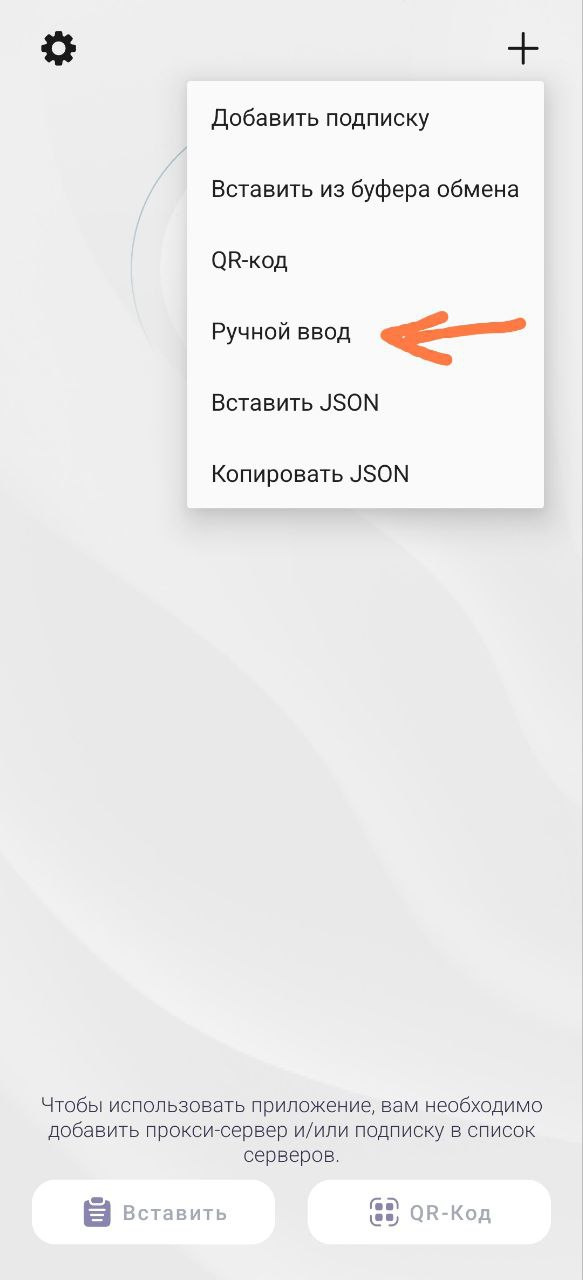 Добавить подписку
Вставить из буфера обмена
QR-код
Ручной ввод
Вставить JSON
Копировать JSON
Чтобы использовать приложение, вам необходимо
добавить прокси-сервер и/или подписку в список
серверов.
Вставить
QR-Код